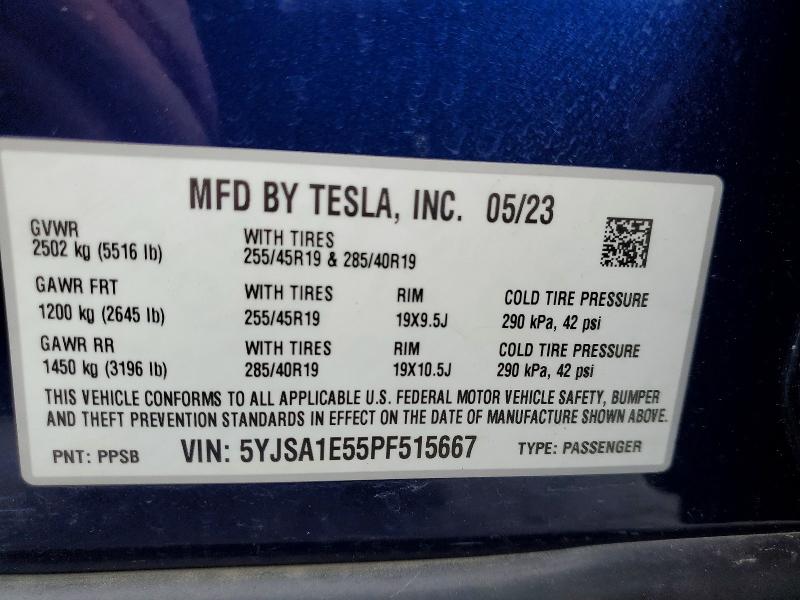 MFD BY TESLA, INC. 05/23
GVWR
2502 kg (5516 lb)
WITH TIRES
255/45R19 & 285/40R19
GAWR FRT
1200 kg (2645 lb)
WITH TIRES
255/45R19
RIM
19X9.5J
COLD TIRE PRESSURE
290 kPa, 42 psi
GAWR RR
1450 kg (3196 lb)
WITH TIRES
285/40R19
RIM
19X10.5J
COLD TIRE PRESSURE
290 kPa, 42 psi
THIS VEHICLE CONFORMS TO ALL APPLICABLE U.S. FEDERAL MOTOR VEHICLE SAFETY, BUMPER
AND THEFT PREVENTION STANDARDS IN EFFECT ON THE DATE OF MANUFACTURE SHOWN ABOVE.
PNT: PPSB VIN: 5YJSA1E55PF515667 TYPE: PASSENGER